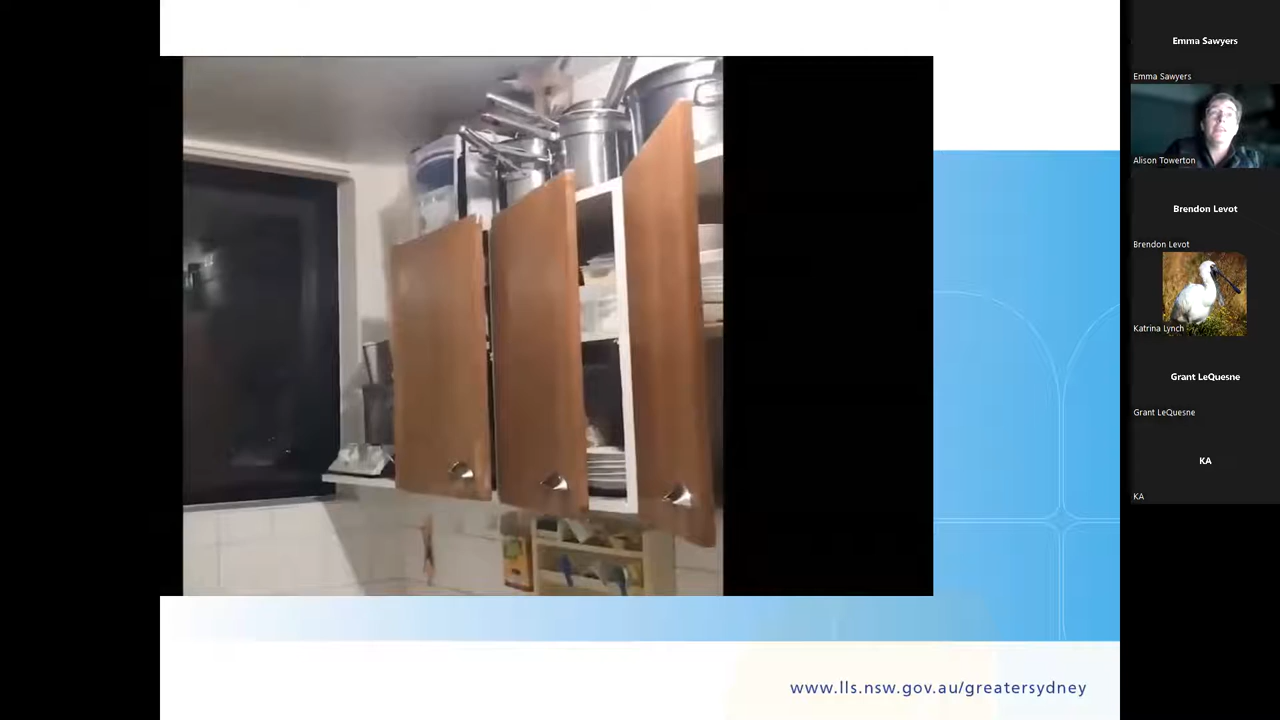 Emma Sawyers
Emma Sawyers
Alison Towerton
Brendon Levot
Brendon Levot
Katrina Lynch
Grant LeQuesne
Grant LeQuesne
KA
KA
www.lls.nsw.gov.au/greatersydney